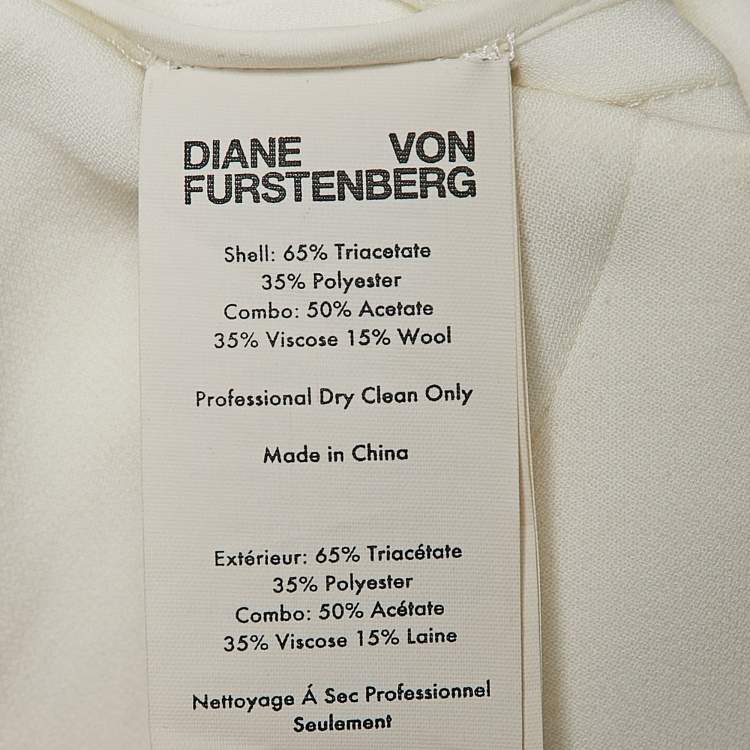 DIANE VON
FURSTENBERG
Shell: 65% Triacetate
35% Polyester
Combo: 50% Acetate
35% Viscose 15% Wool
Professional Dry Clean Only
Made in China
Extérieur: 65% Triacétate
35% Polyester
Combo: 50% Acétate
35% Viscose 15% Laine
Nettoyage Á Sec Professionnel
Seulement